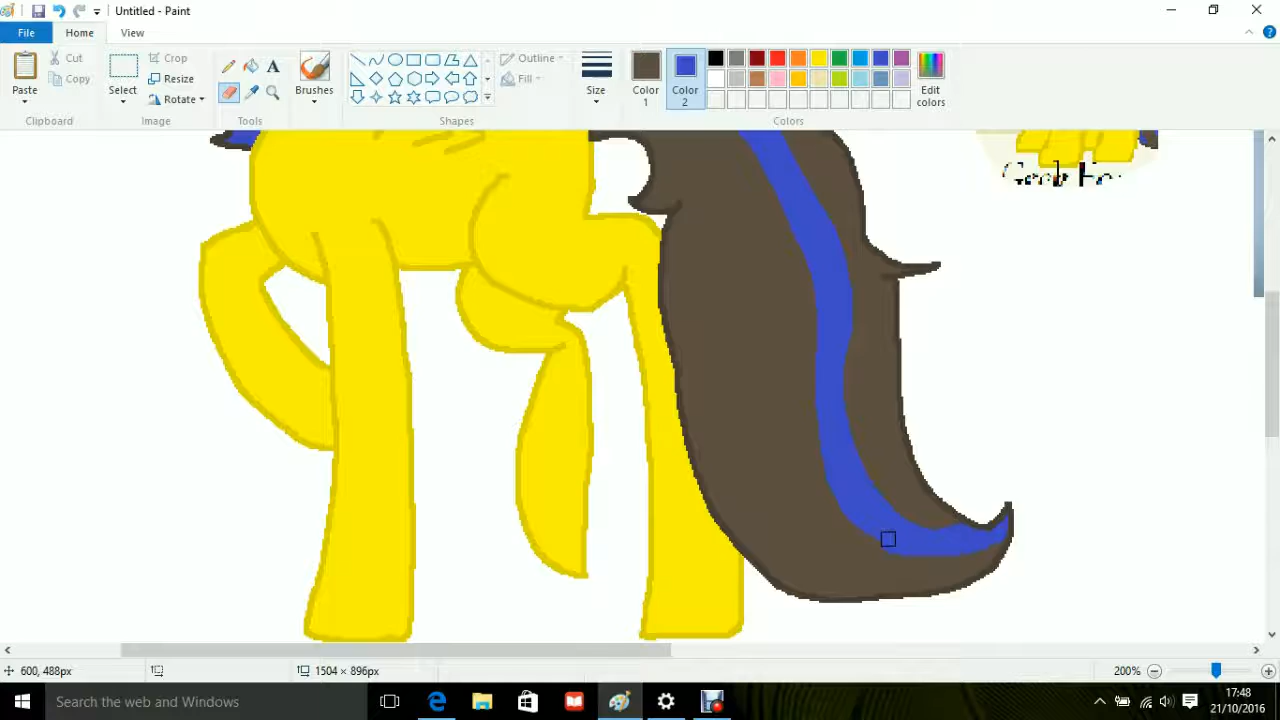 Untitled - Paint
File Home View
Paste
Cut
Copy
Clipboard
Select
Crop
Resize
Rotate
Image
Tools
Brushes
Shapes
Outline
Fill
Size
Color 1
Color 2
Edit colors
Colors
600, 488px
1504 × 896px
200%
Search the web and Windows
17:48
21/10/2016